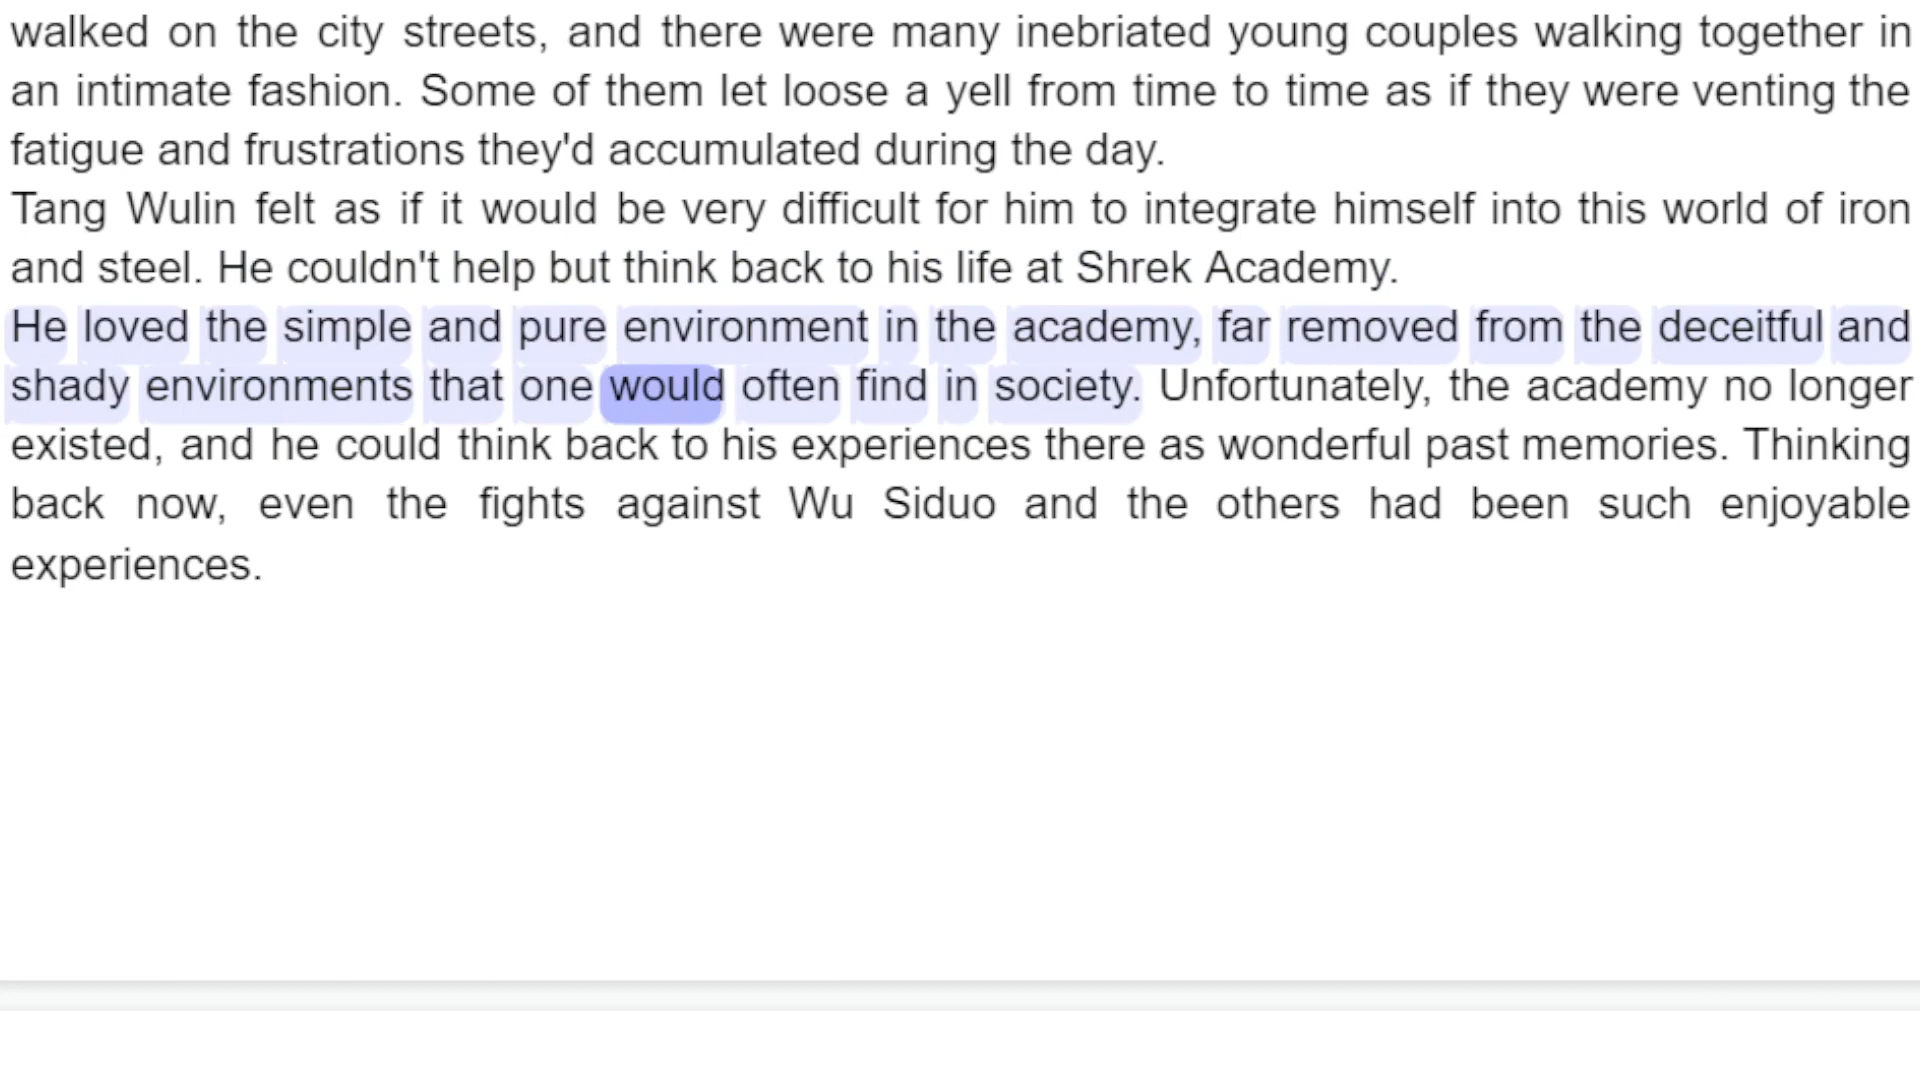 walked on the city streets, and there were many inebriated young couples walking together in
an intimate fashion. Some of them let loose a yell from time to time as if they were venting the
fatigue and frustrations they'd accumulated during the day.
Tang Wulin felt as if it would be very difficult for him to integrate himself into this world of iron
and steel. He couldn't help but think back to his life at Shrek Academy.
He loved the simple and pure environment in the academy, far removed from the deceitful and
shady environments that one would often find in society. Unfortunately, the academy no longer
existed, and he could think back to his experiences there as wonderful past memories. Thinking
back now, even the fights against Wu Siduo and the others had been such enjoyable
experiences.